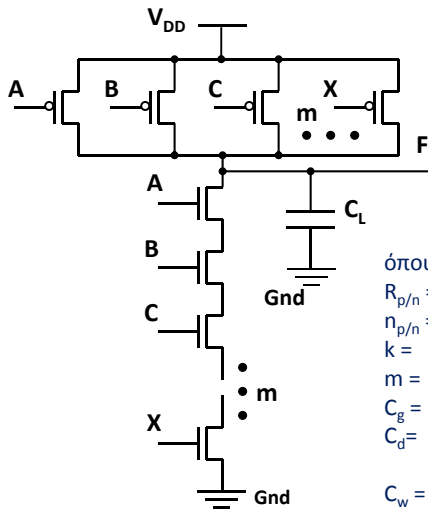 V_DD
A B C X
m
F
A
C_L
B
Gnd
C
m
X
Gnd
όπου
R_p/n =
n_p/n =
k =
m =
C_g =
C_d=
C_w =